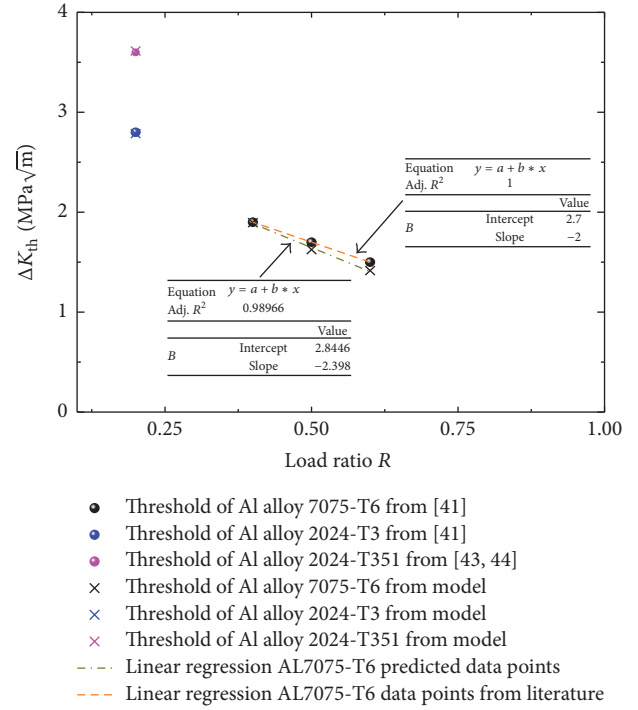 4
3
2
1
0
ΔK_th (MPa√m)
0.25
0.50
0.75
1.00
Load ratio R
Equation y = a + b * x
Adj. R² 1
Value
B Intercept 2.7
Slope −2
Equation y = a + b * x
Adj. R² 0.98966
Value
B Intercept 2.8446
Slope −2.398
Threshold of Al alloy 7075-T6 from [41]
Threshold of Al alloy 2024-T3 from [41]
Threshold of Al alloy 2024-T351 from [43, 44]
Threshold of Al alloy 7075-T6 from model
Threshold of Al alloy 2024-T3 from model
Threshold of Al alloy 2024-T351 from model
Linear regression AL7075-T6 predicted data points
Linear regression AL7075-T6 data points from literature